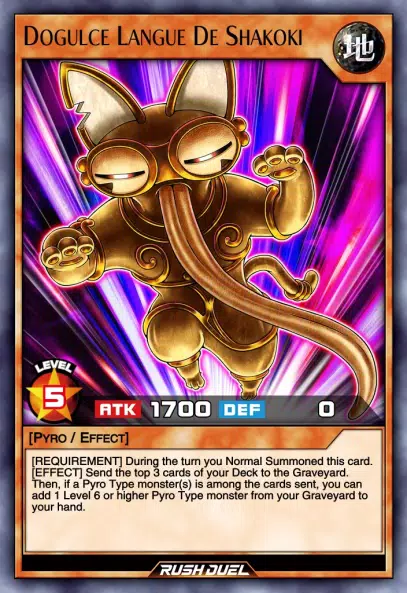 DOGULCE LANGUE DE SHAKOKI
地
LEVEL
5
ATK 1700 DEF 0
[PYRO / EFFECT]
[REQUIREMENT] During the turn you Normal Summoned this card.
[EFFECT] Send the top 3 cards of your Deck to the Graveyard.
Then, if a Pyro Type monster(s) is among the cards sent, you can
add 1 Level 6 or higher Pyro Type monster from your Graveyard to
your hand.
RUSH DUEL